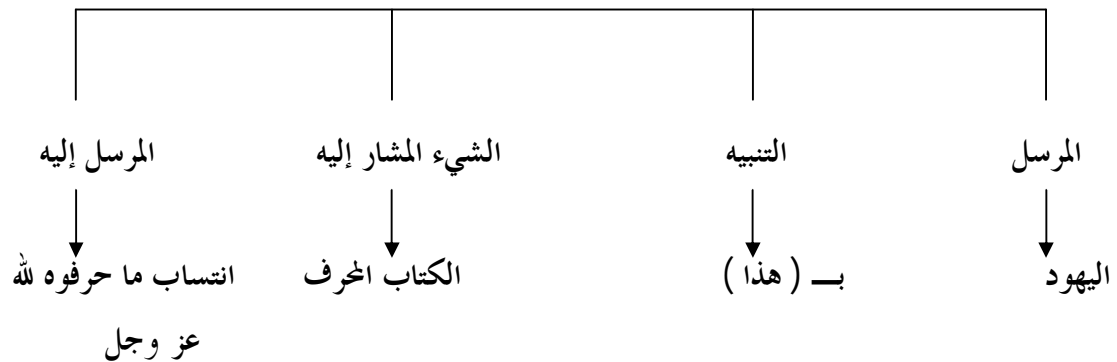 المرسل التنبيه الشيء المشار إليه المرسل إليه
اليهود بـــ ( هذا ) الكتاب المحرف انتساب ما حرفوه لله
عز وجل